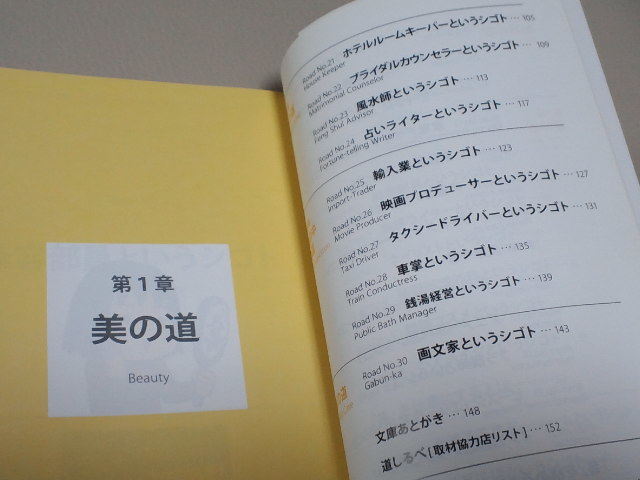 第1章
美の道
Beauty
Road No.21 ホテルルームキーパーというシゴト … 105
House Keeper
Road No.22 ブライダルカウンセラーというシゴト … 109
Matrimonial Counselor
Road No.23 風水師というシゴト … 113
Feng Shui Advisor
Road No.24 占いライターというシゴト … 117
Fortune-telling Writer
Road No.25 輸入業というシゴト … 123
Import-Trader
Road No.26 映画プロデューサーというシゴト … 127
Movie Producer
Road No.27 タクシードライバーというシゴト … 131
Taxi Driver
Road No.28 車掌というシゴト … 135
Train Conductress
Road No.29 銭湯経営というシゴト … 139
Public Bath Manager
Road No.30 画文家というシゴト … 143
Gabun-ka
文庫あとがき … 148
道しるべ[取材協力店リスト] … 152